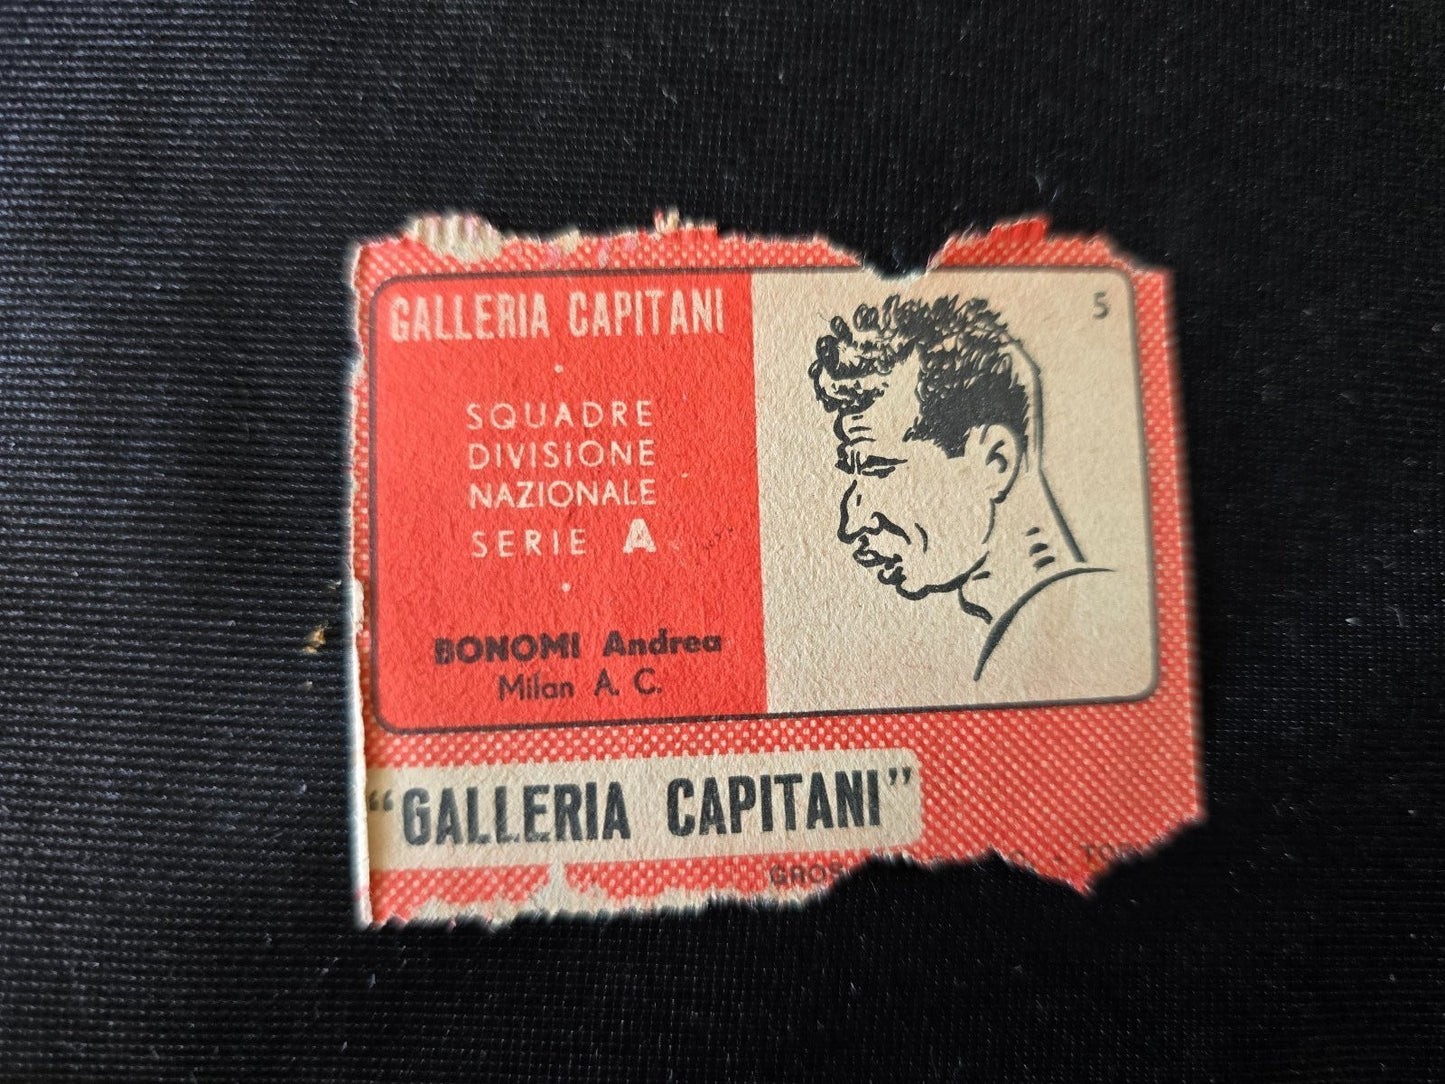 GALLERIA CAPITANI
5
SQUADRE
DIVISIONE
NAZIONALE
SERIE A
BONOMI Andrea
Milan A. C.
"GALLERIA CAPITANI"